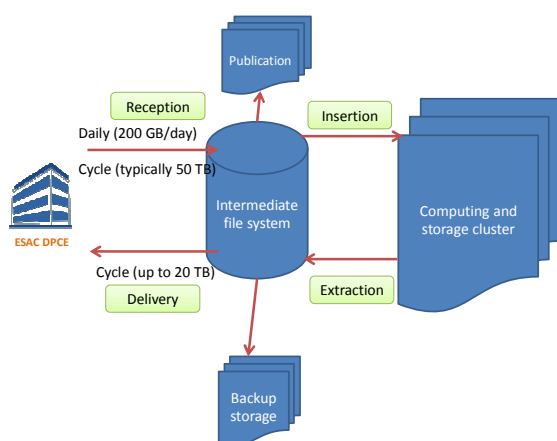 Publication
Reception
Insertion
Daily (200 GB/day)
Cycle (typically 50 TB)
Intermediate
file system
Computing and
storage cluster
ESAC DPCE
Cycle (up to 20 TB)
Delivery
Extraction
Backup
storage